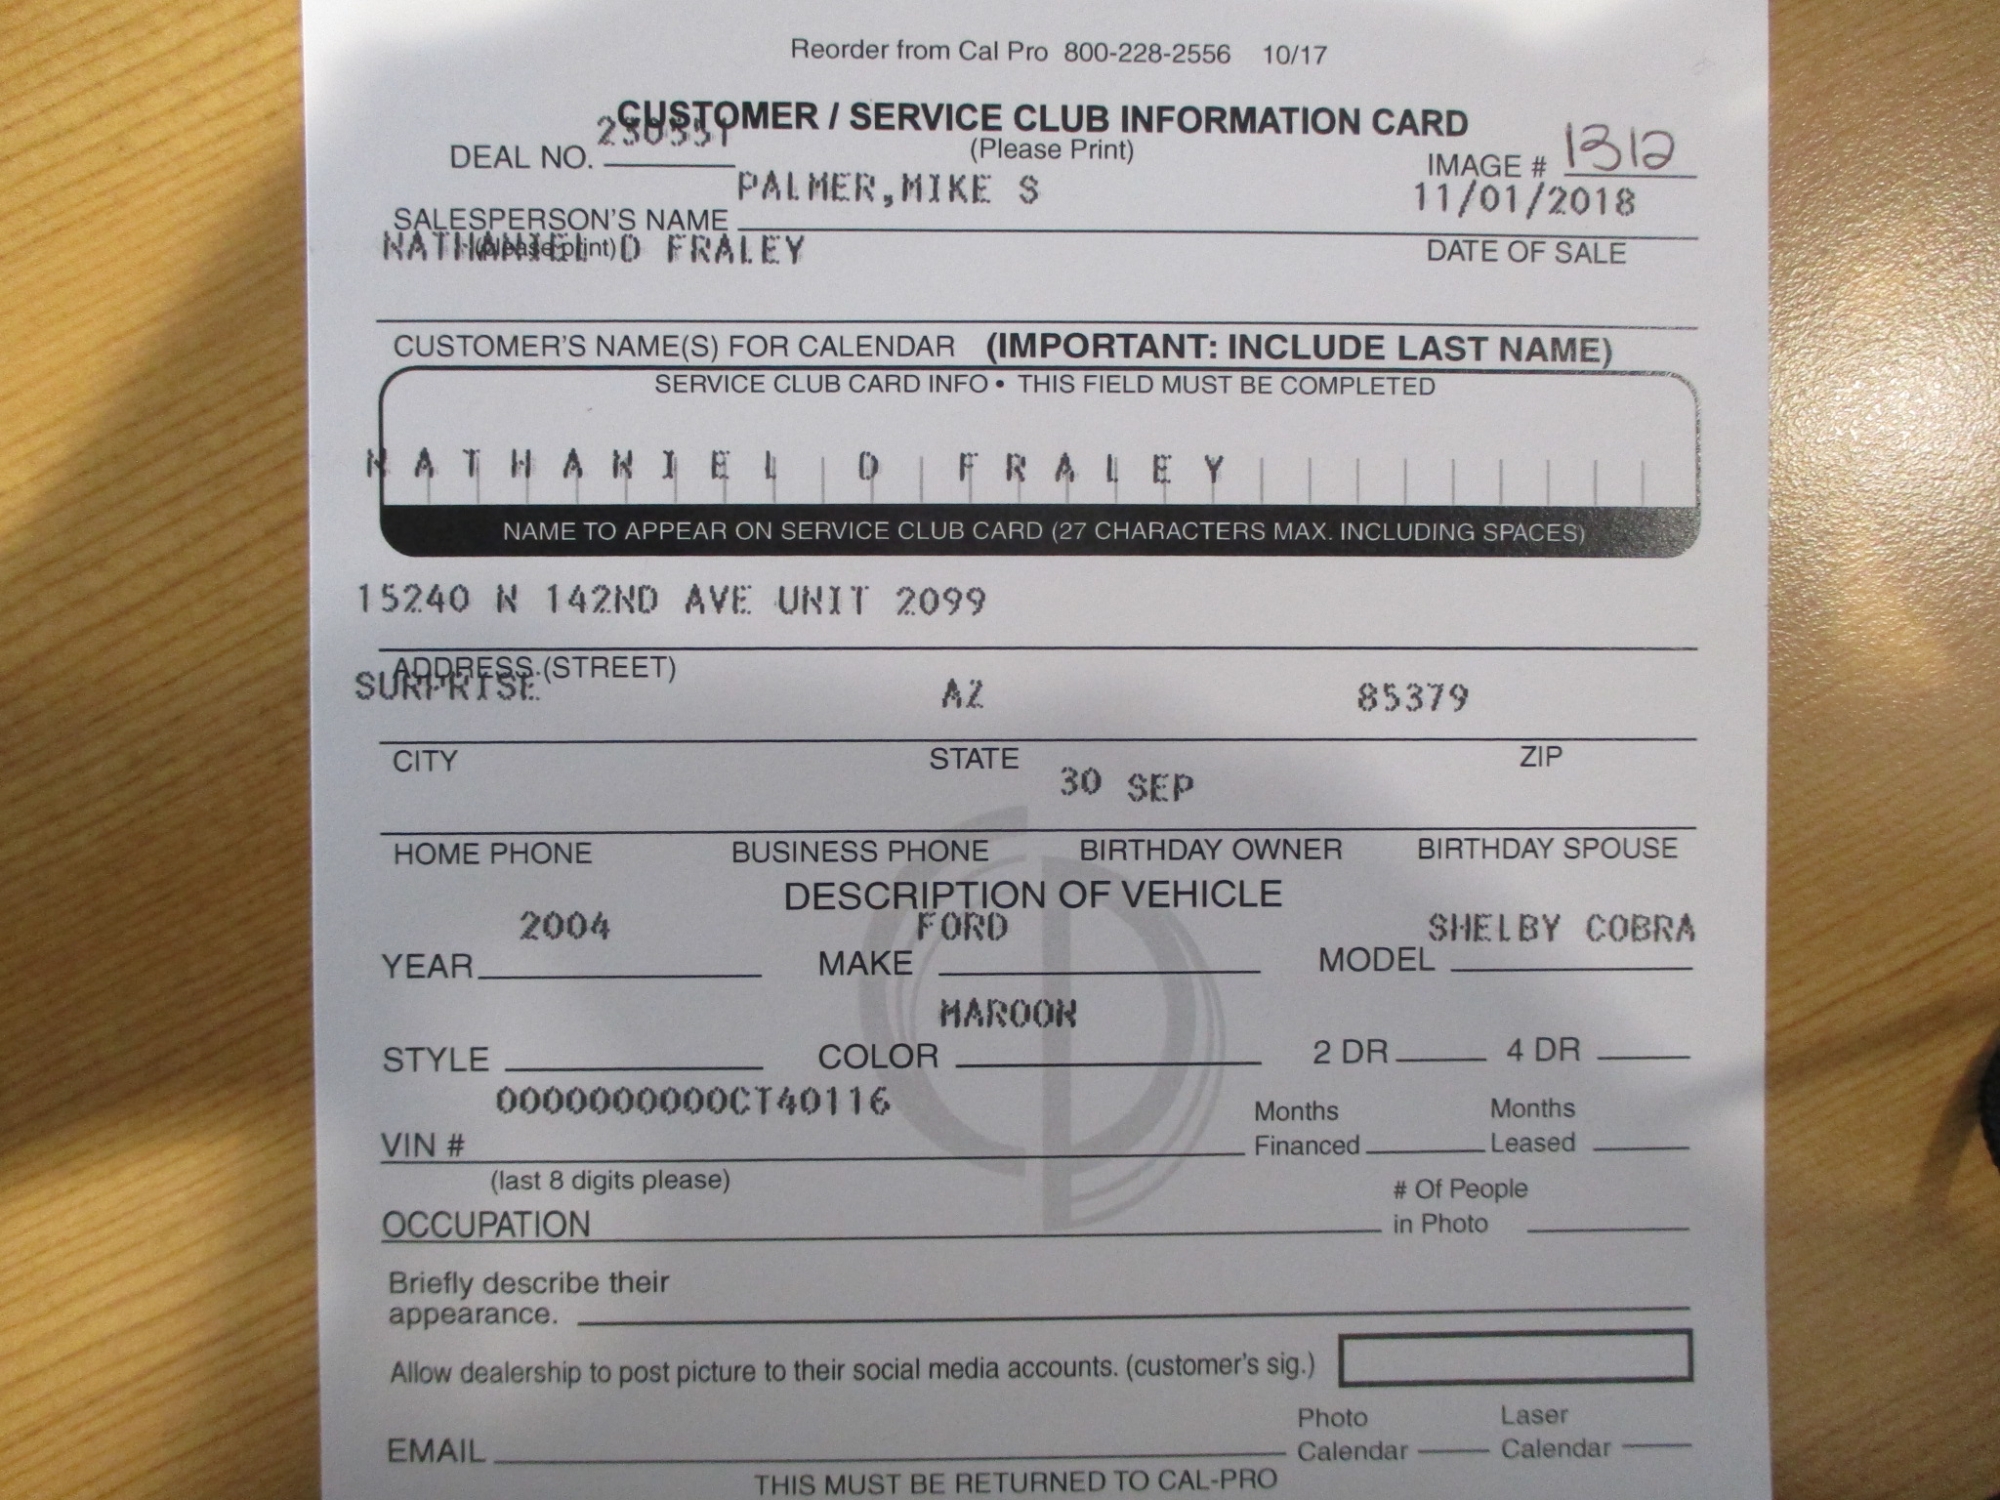 Reorder from Cal Pro 800-228-2556 10/17
CUSTOMER / SERVICE CLUB INFORMATION CARD
(Please Print)
DEAL NO.
IMAGE # 1312
PALMER,MIKE S
11/01/2018
SALESPERSON'S NAME
(please print)
NATHANIEL D FRALEY
DATE OF SALE
CUSTOMER'S NAME(S) FOR CALENDAR (IMPORTANT: INCLUDE LAST NAME)
SERVICE CLUB CARD INFO • THIS FIELD MUST BE COMPLETED
NATHANIEL D FRALEY
NAME TO APPEAR ON SERVICE CLUB CARD (27 CHARACTERS MAX. INCLUDING SPACES)
15240 N 142ND AVE UNIT 2099
ADDRESS (STREET)
SURPRISE AZ 85379
CITY STATE ZIP
30 SEP
HOME PHONE BUSINESS PHONE BIRTHDAY OWNER BIRTHDAY SPOUSE
DESCRIPTION OF VEHICLE
2004 FORD SHELBY COBRA
YEAR MAKE MODEL
MAROON
STYLE COLOR 2 DR 4 DR
0000000000CT40116
VIN #
Months Financed
Months Leased
(last 8 digits please)
OCCUPATION
# Of People in Photo
Briefly describe their
appearance.
Allow dealership to post picture to their social media accounts. (customer's sig.)
EMAIL
Photo Calendar
Laser Calendar
THIS MUST BE RETURNED TO CAL-PRO